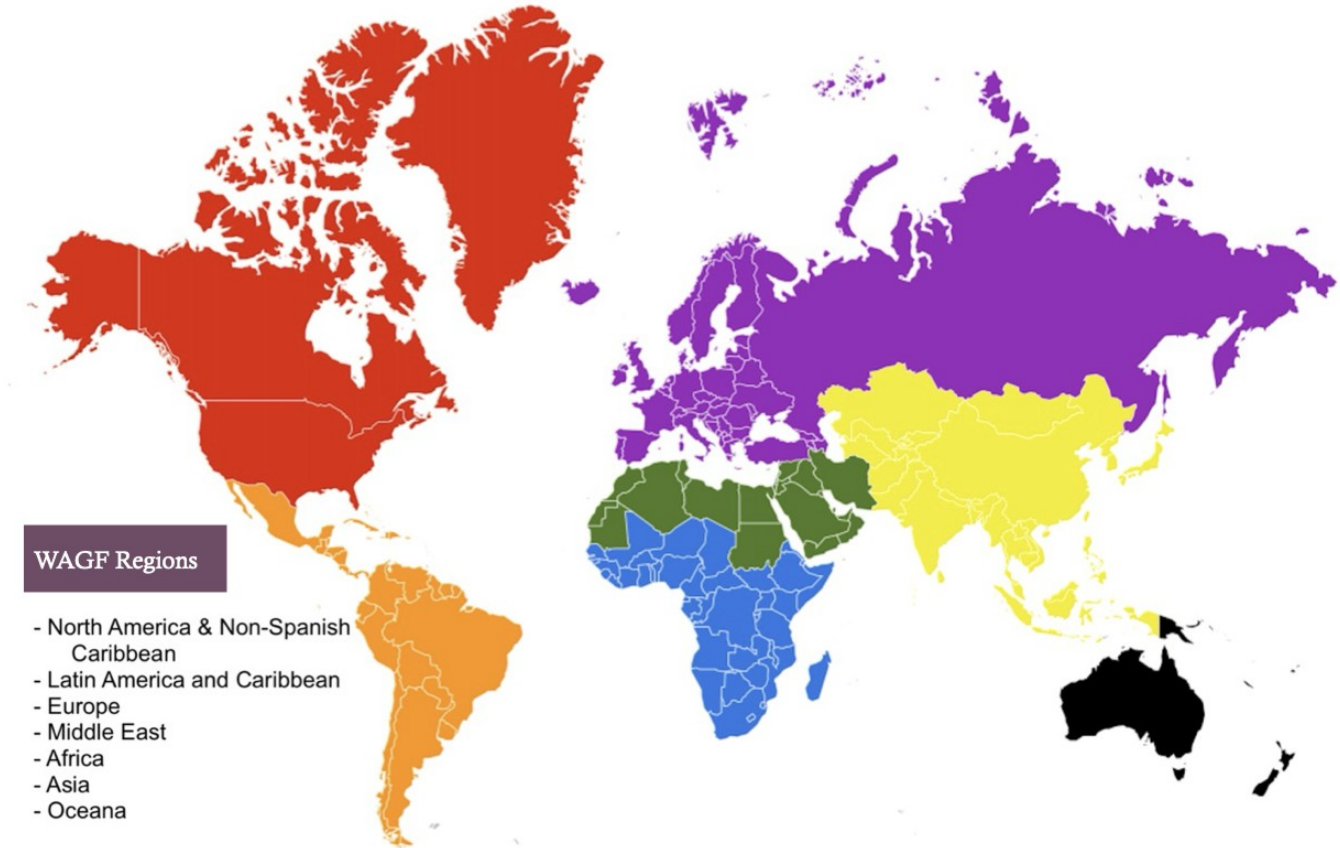 WAGF Regions
- North America & Non-Spanish
Caribbean
- Latin America and Caribbean
- Europe
- Middle East
- Africa
- Asia
- Oceana